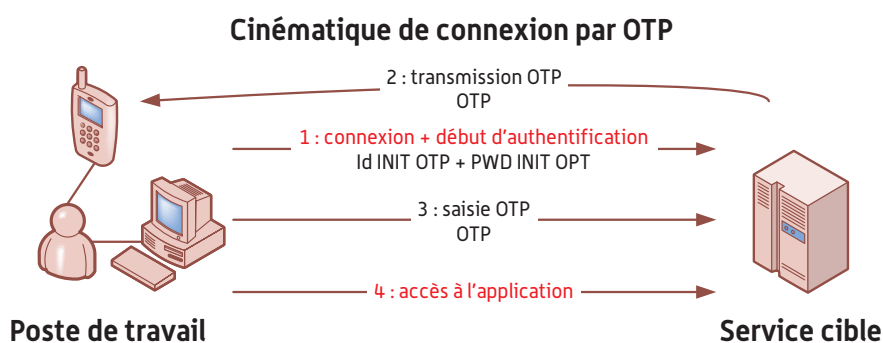 Cinématique de connexion par OTP
2 : transmission OTP
OTP
1 : connexion + début d'authentification
Id INIT OTP + PWD INIT OPT
3 : saisie OTP
OTP
4 : accès à l'application
Poste de travail
Service cible